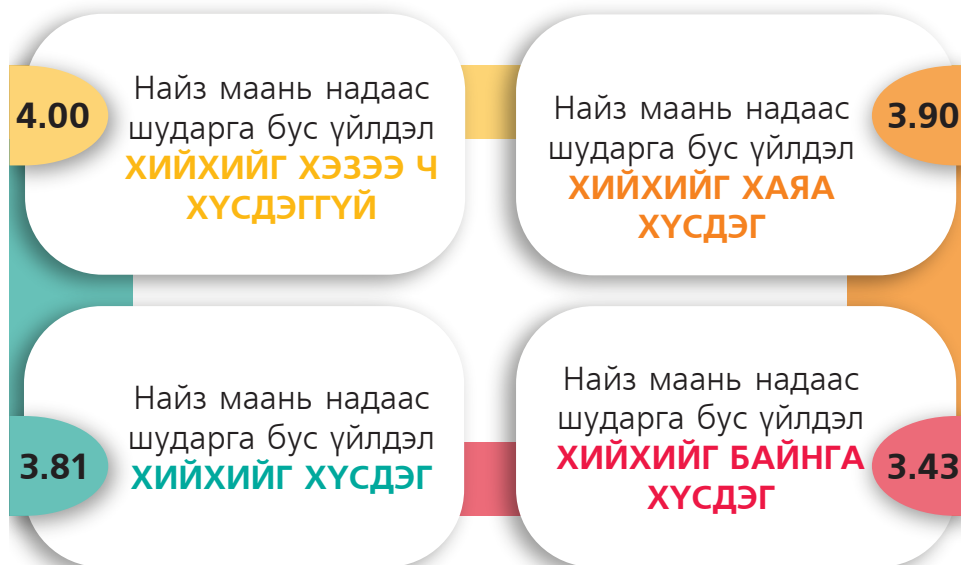 4.00
Найз маань надаас
шударга бус үйлдэл
ХИЙХИЙГ ХЭЗЭЭ Ч
ХҮСДЭГГҮЙ
3.90
Найз маань надаас
шударга бус үйлдэл
ХИЙХИЙГ ХАЯА
ХҮСДЭГ
3.81
Найз маань надаас
шударга бус үйлдэл
ХИЙХИЙГ ХҮСДЭГ
3.43
Найз маань надаас
шударга бус үйлдэл
ХИЙХИЙГ БАЙНГА
ХҮСДЭГ